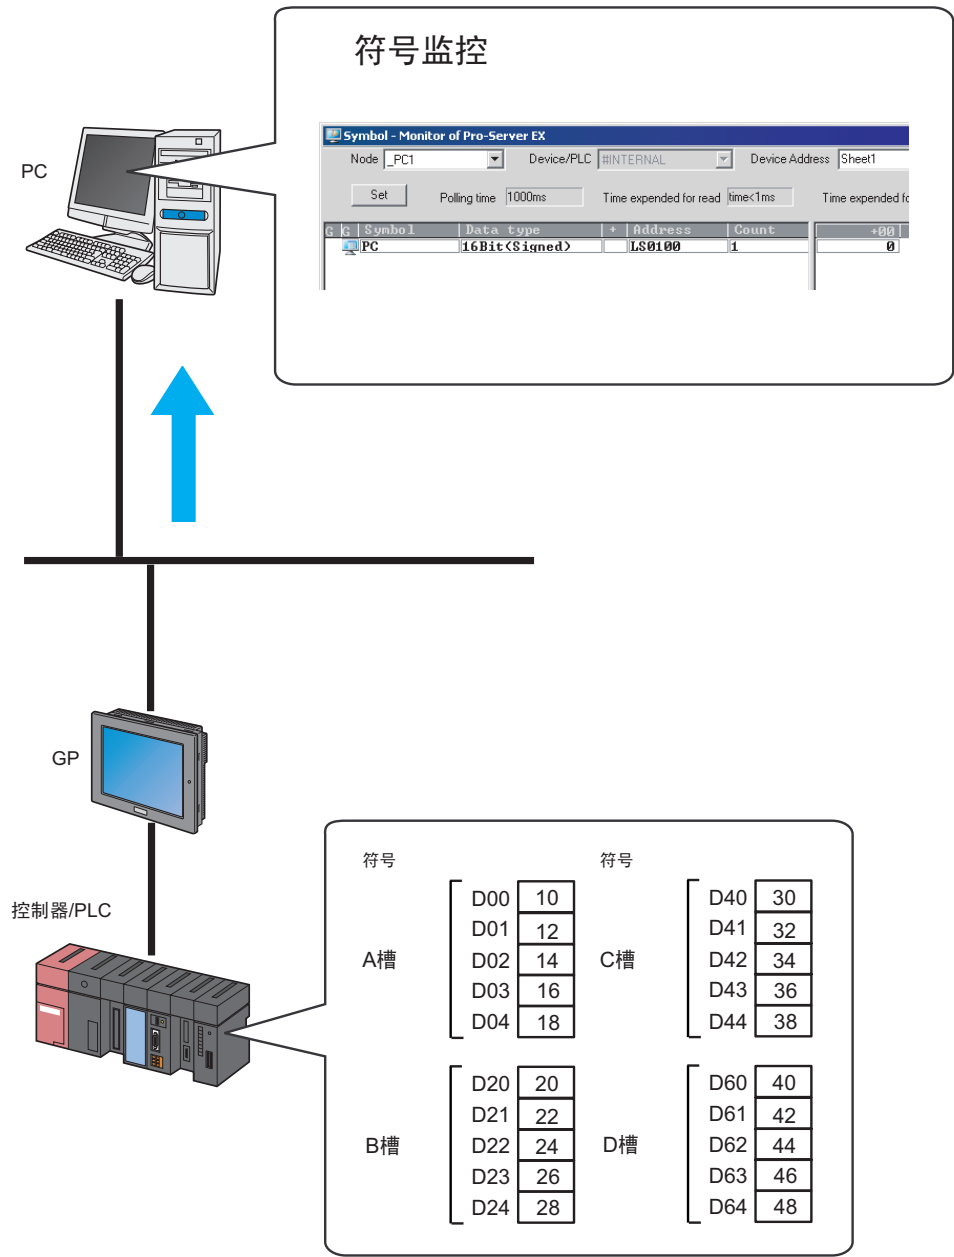 符号监控
PC
Symbol - Monitor of Pro-Server EX
Node _PC1 Device/PLC #INTERNAL Device Address Sheet1
Set Polling time 1000ms Time expended for read time<1ms Time expended fo
G G Symbol Data type + Address Count +00
PC 16Bit(Signed) LS0100 1 0
GP
控制器/PLC
符号 符号
A槽 C槽
D00 10 D40 30
D01 12 D41 32
D02 14 D42 34
D03 16 D43 36
D04 18 D44 38
B槽 D槽
D20 20 D60 40
D21 22 D61 42
D22 24 D62 44
D23 26 D63 46
D24 28 D64 48